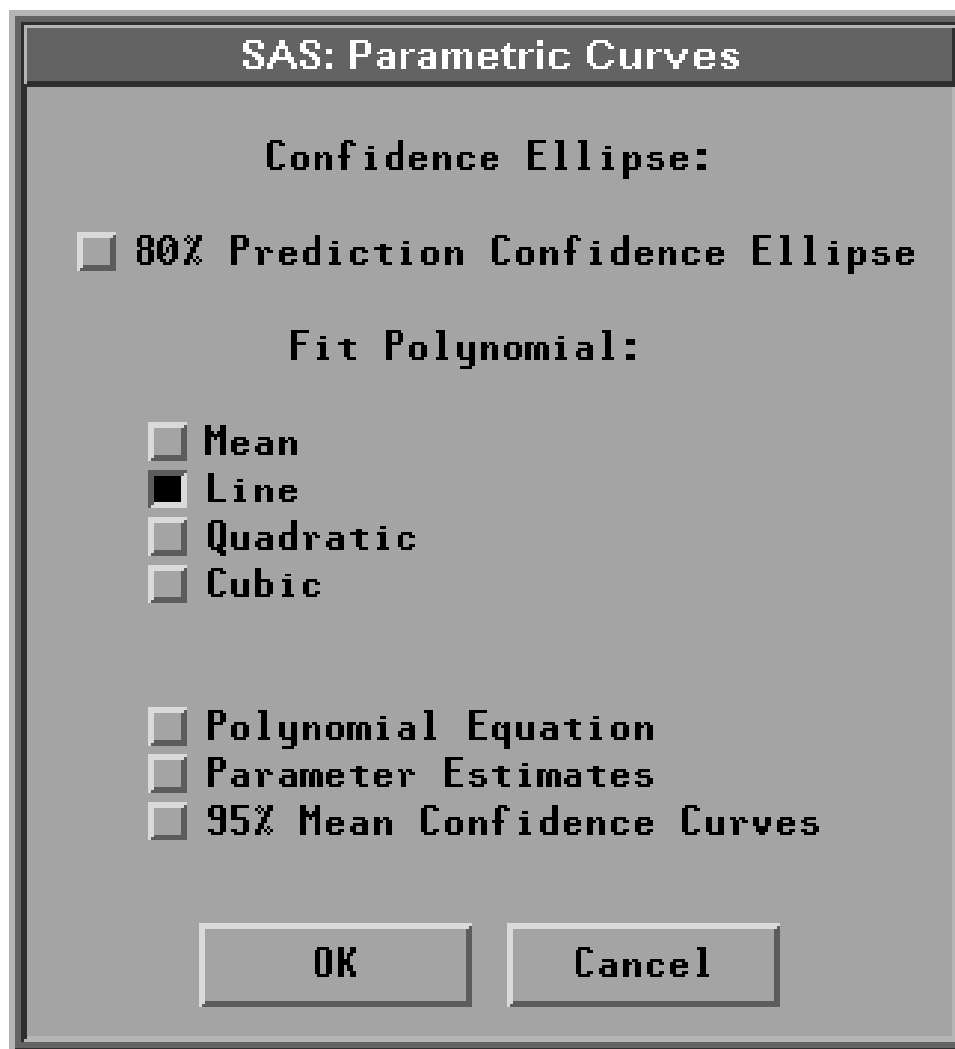 SAS: Parametric Curves
Confidence Ellipse:
80% Prediction Confidence Ellipse
Fit Polynomial:
Mean
Line
Quadratic
Cubic
Polynomial Equation
Parameter Estimates
95% Mean Confidence Curves
OK Cancel